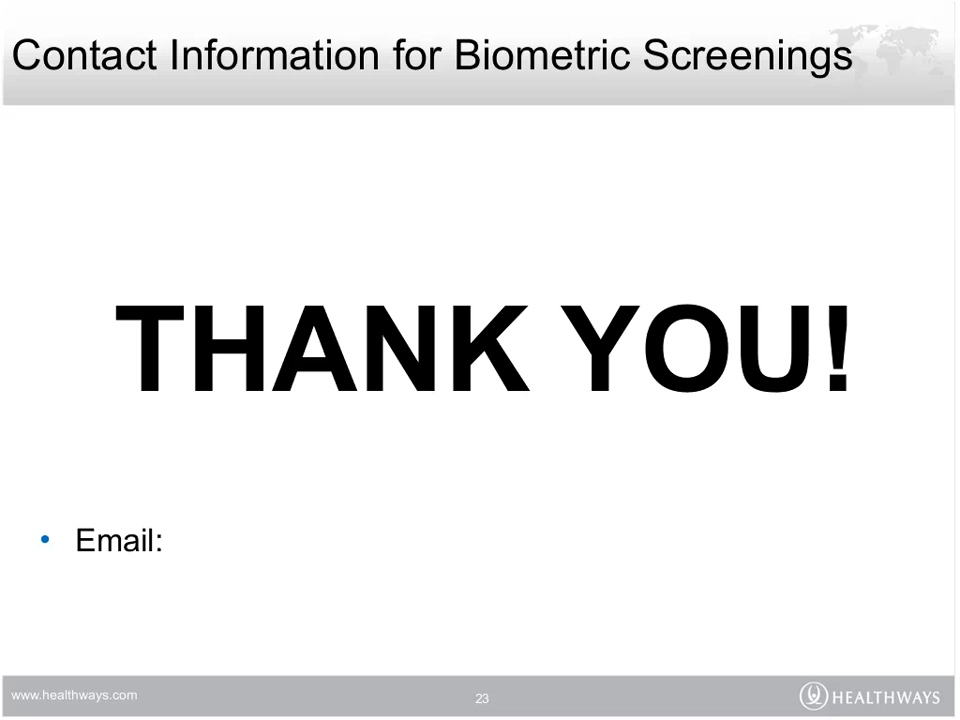 Contact Information for Biometric Screenings
THANK YOU!
• Email:
www.healthways.com
23
HEALTHWAYS